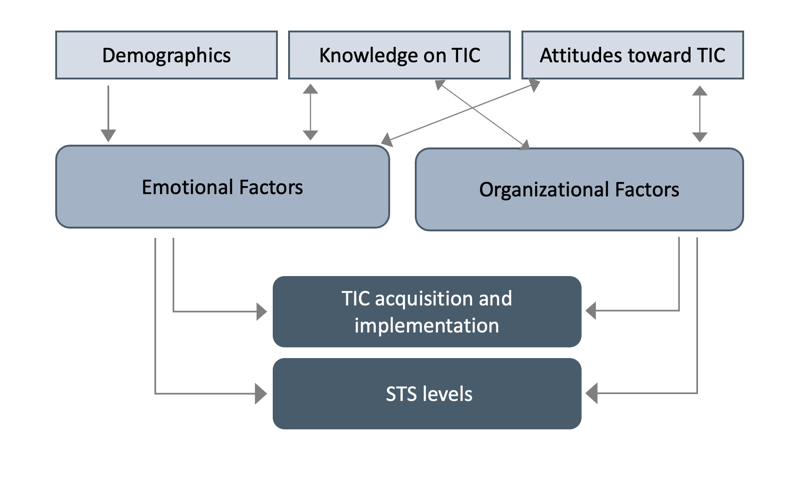 Demographics
Knowledge on TIC
Attitudes toward TIC
Emotional Factors
Organizational Factors
TIC acquisition and
implementation
STS levels